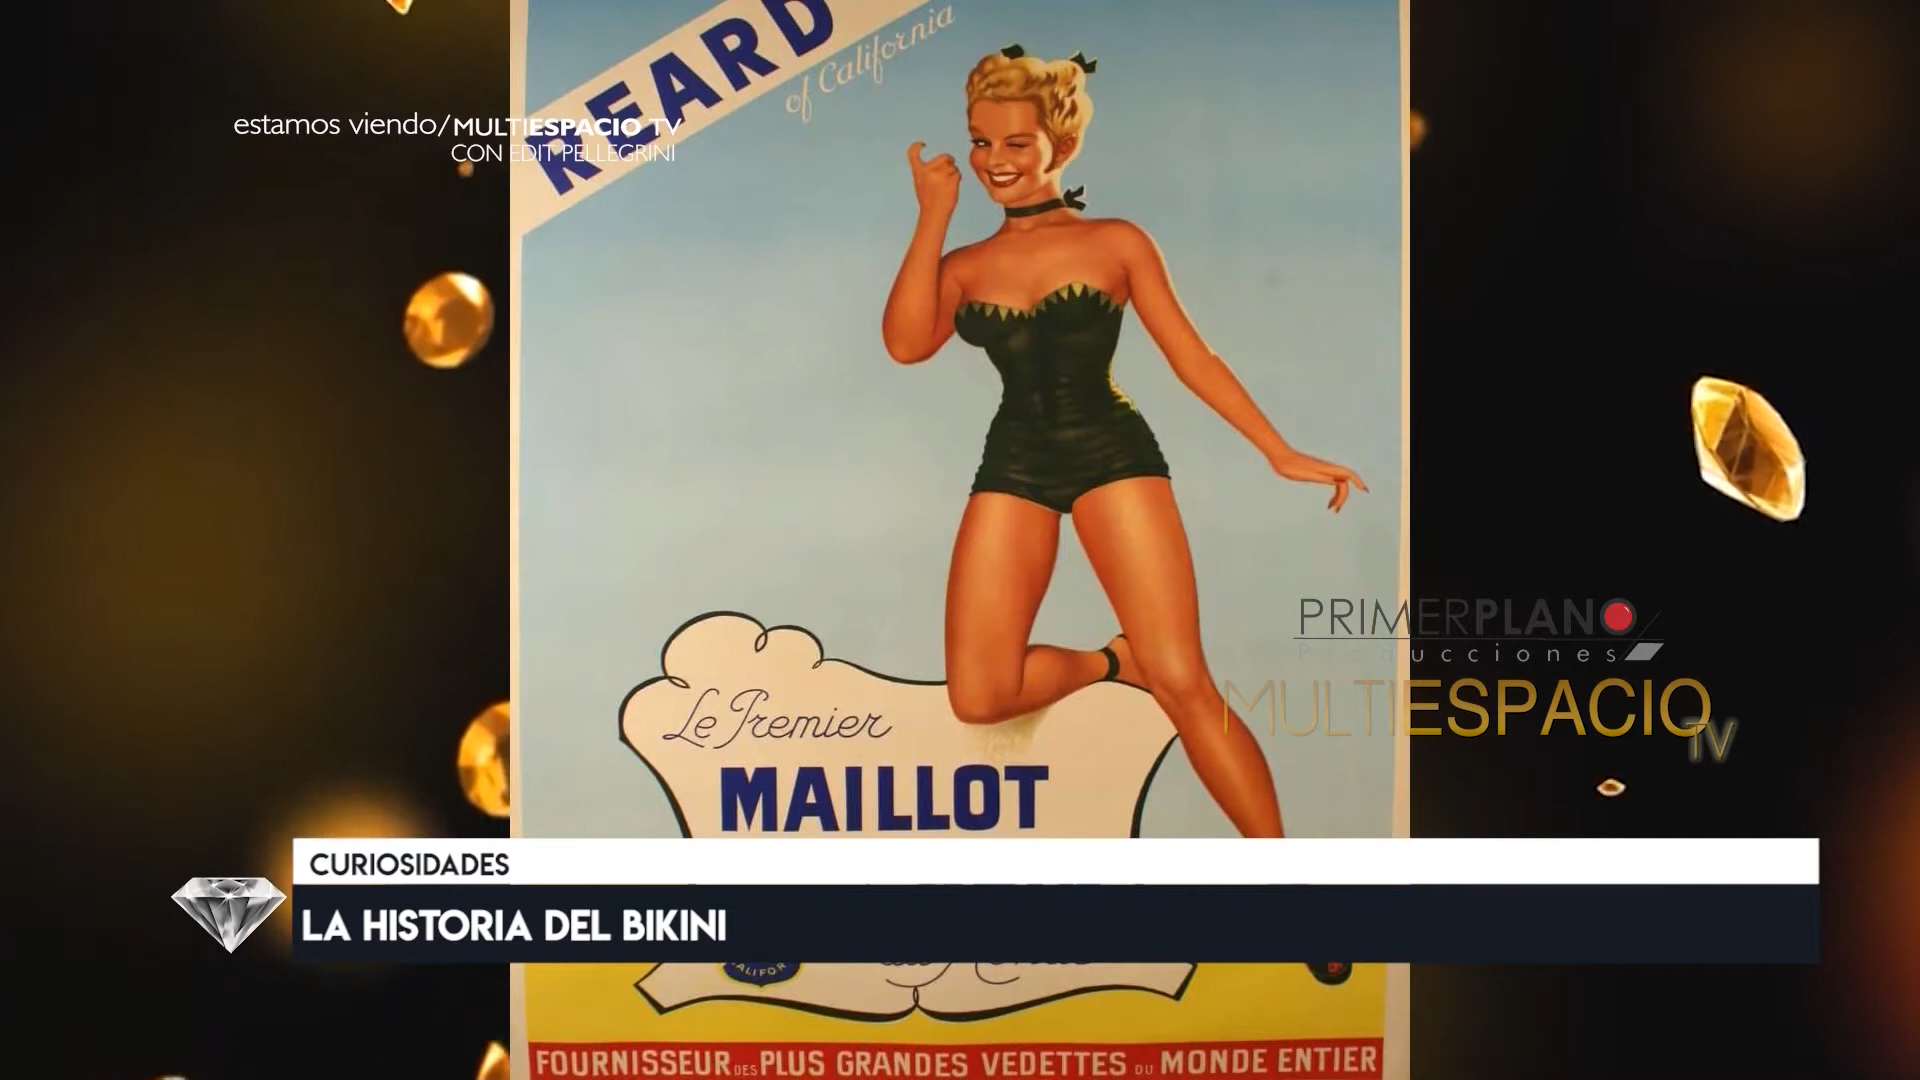 REARD
of California
estamos viendo/MULTIESPACIO TV
CON EDIT PELLEGRINI
PRIMERPLANO
Producciones
MULTIESPACIO
TV
Le Premier
MAILLOT
CURIOSIDADES
LA HISTORIA DEL BIKINI
FOURNISSEUR DES PLUS GRANDES VEDETTES DU MONDE ENTIER